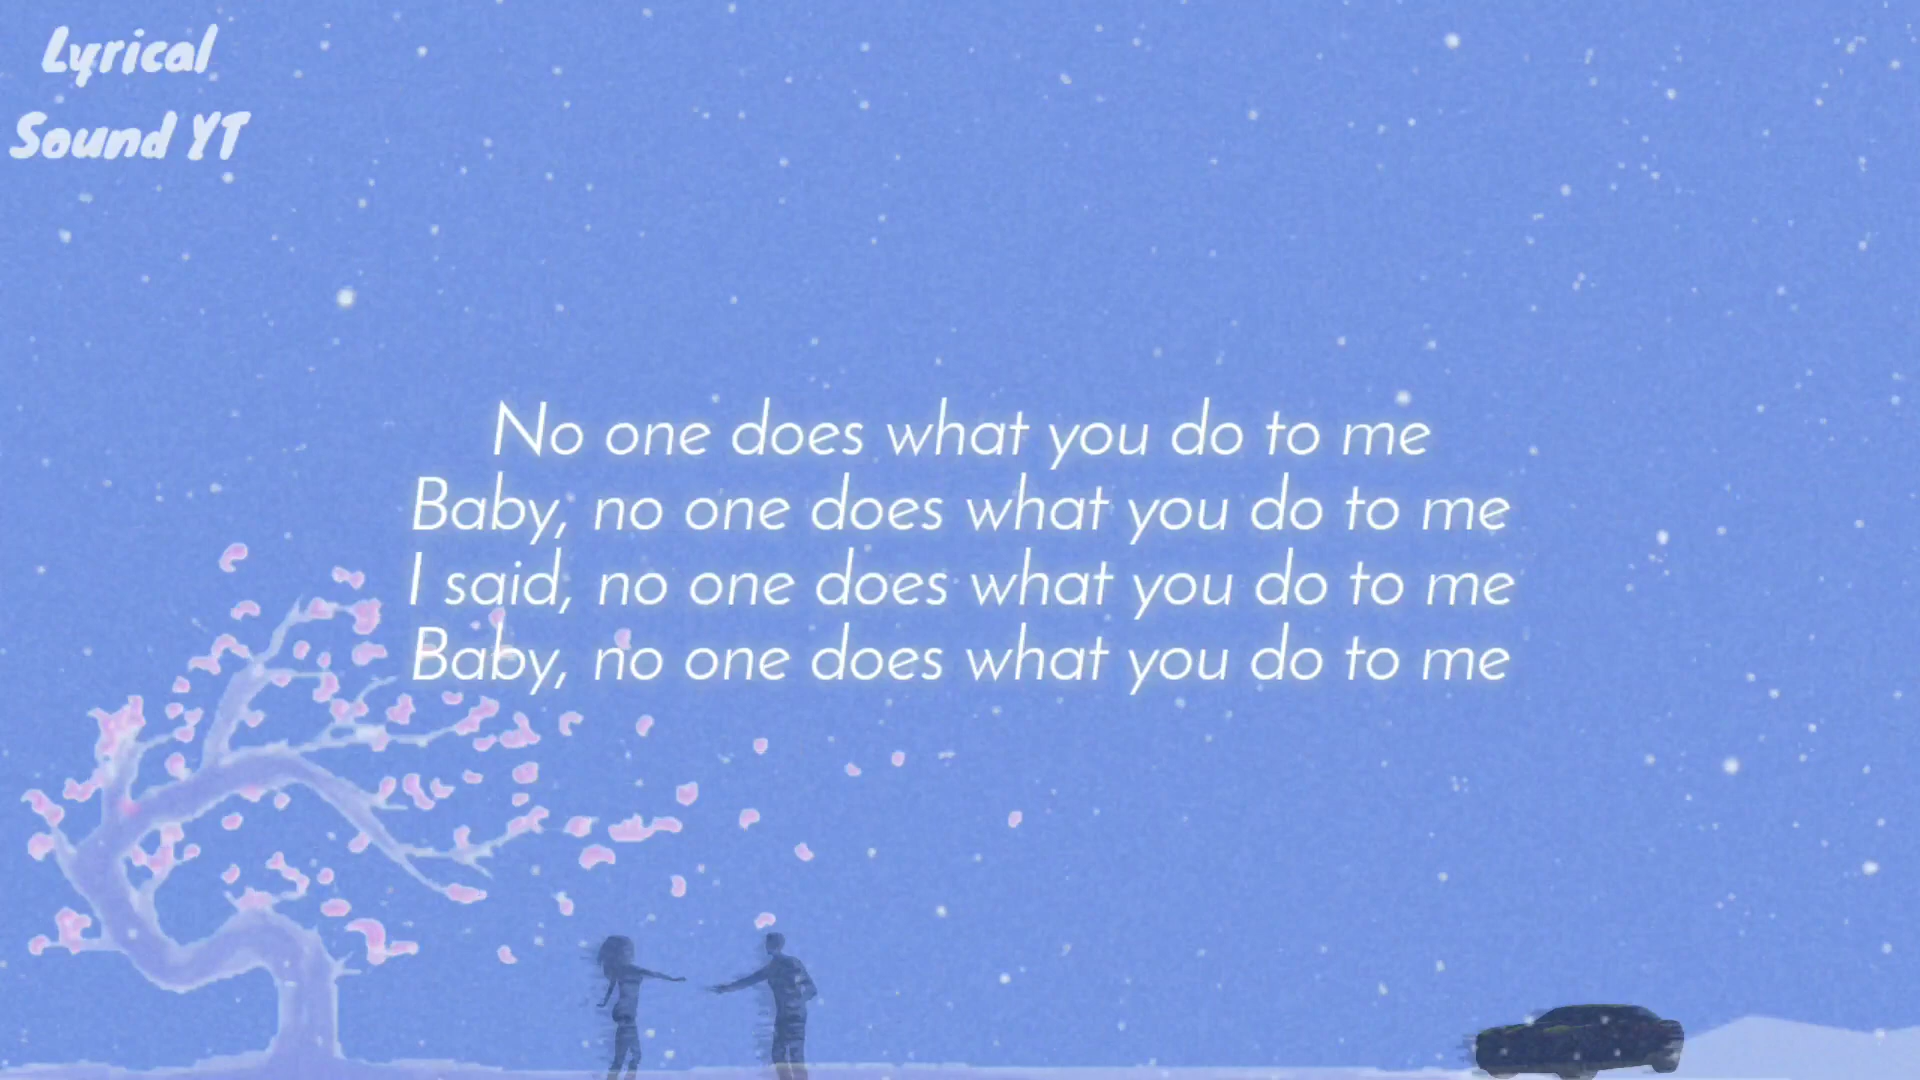 Lyrical
Sound YT
No one does what you do to me
Baby, no one does what you do to me
I said, no one does what you do to me
Baby, no one does what you do to me